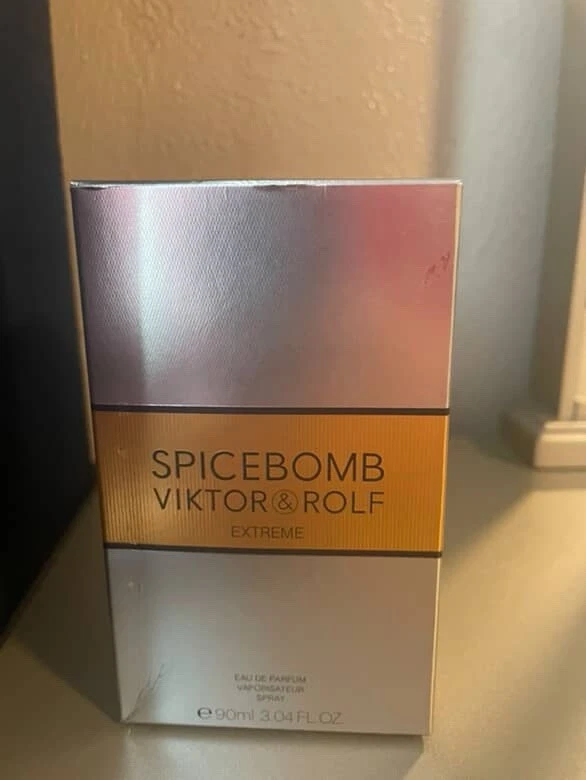 SPICEBOMB
VIKTOR & ROLF
EXTREME
EAU DE PARFUM
VAPORISATEUR
SPRAY
℮ 90ml 3.04 FL.OZ